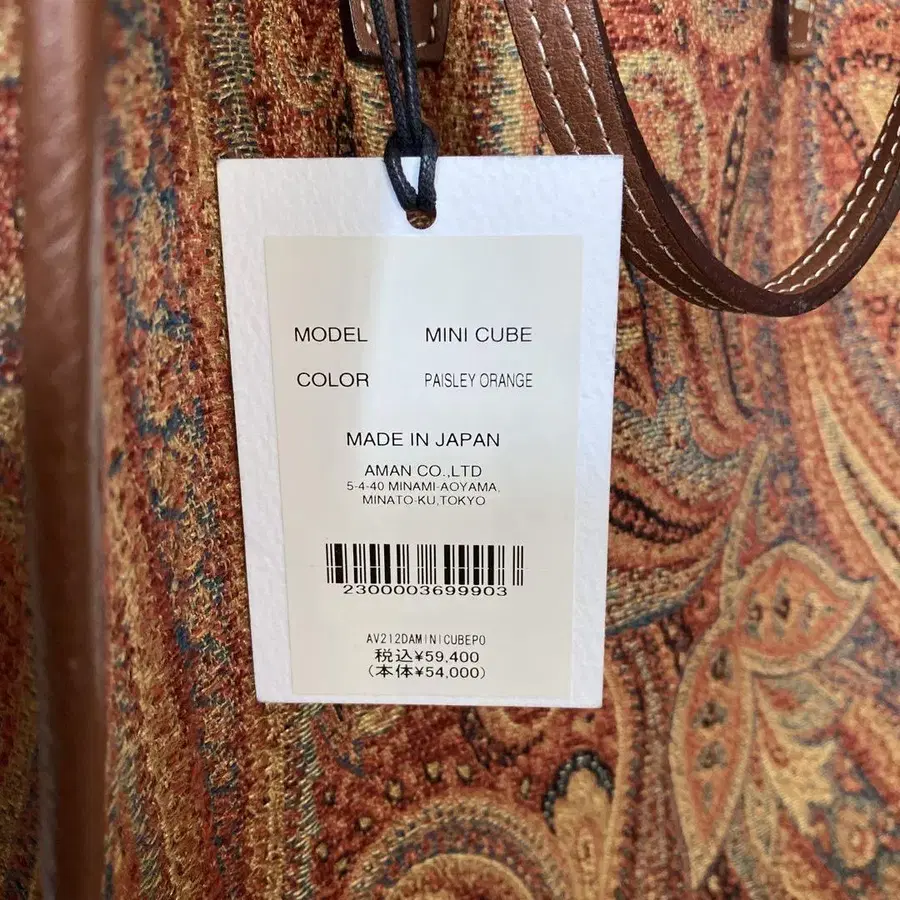 MODEL MINI CUBE
COLOR PAISLEY ORANGE
MADE IN JAPAN
AMAN CO.,LTD
5-4-40 MINAMI-AOYAMA,
MINATO-KU,TOKYO
2300003699903
AV212DAMINICUBEPO
税込¥59,400
(本体¥54,000)